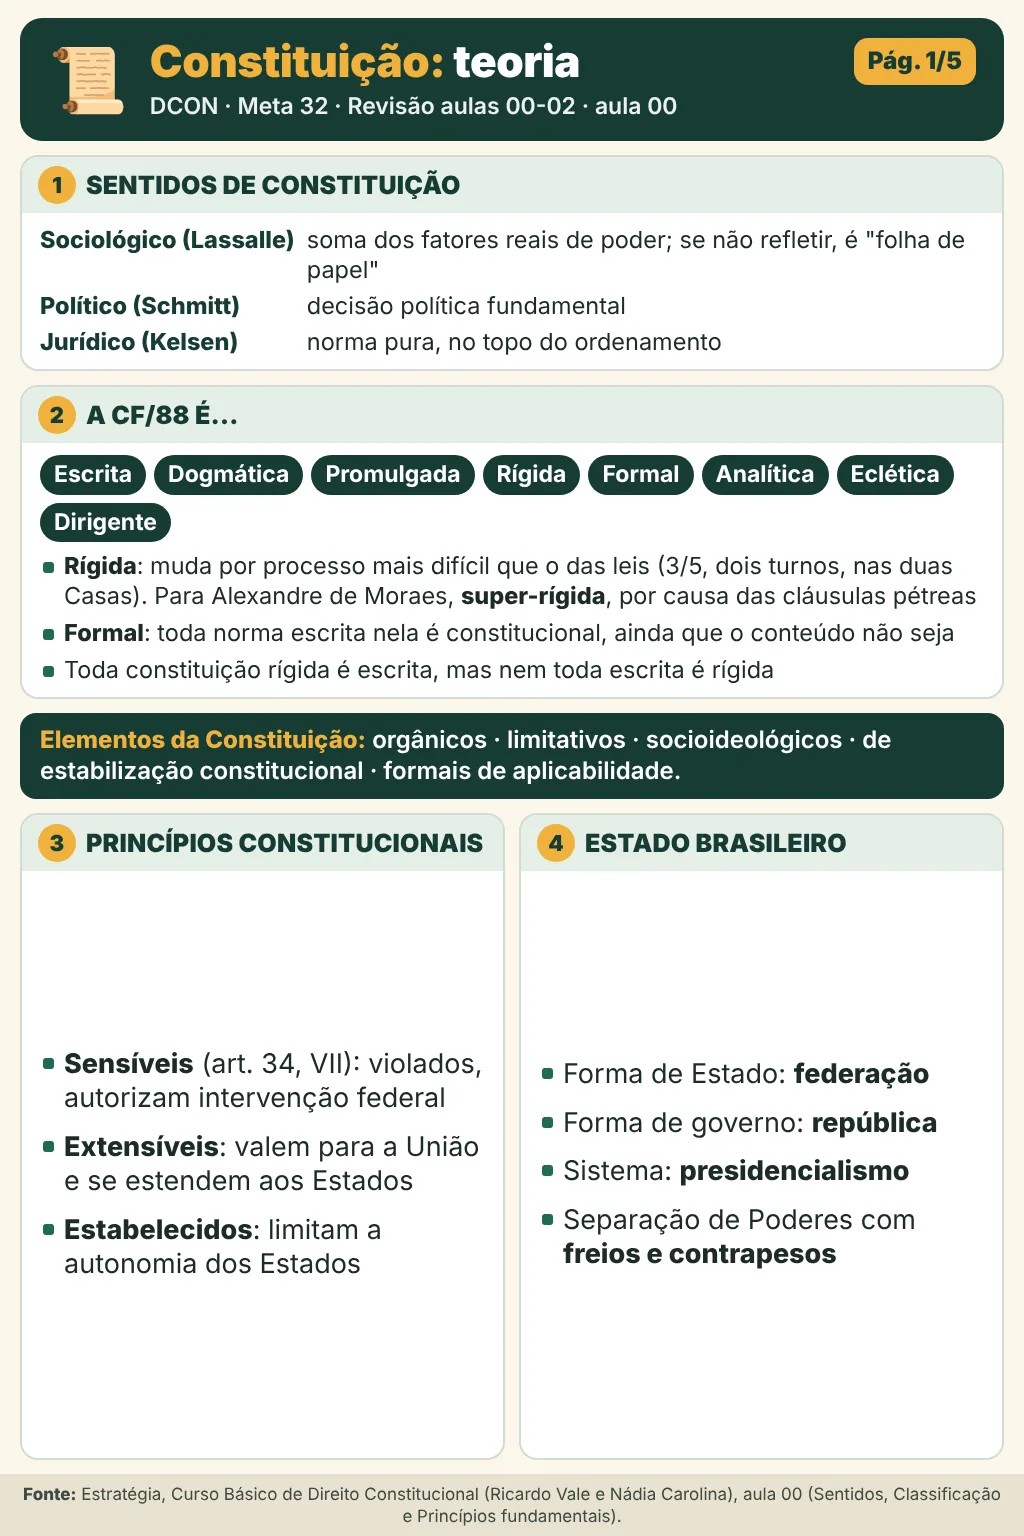 Constituição: teoria
Pág. 1/5
DCON · Meta 32 · Revisão aulas 00-02 · aula 00
1 SENTIDOS DE CONSTITUIÇÃO
Sociológico (Lassalle) soma dos fatores reais de poder; se não refletir, é "folha de
papel"
Político (Schmitt) decisão política fundamental
Jurídico (Kelsen) norma pura, no topo do ordenamento
2 A CF/88 É...
Escrita Dogmática Promulgada Rígida Formal Analítica Eclética
Dirigente
Rígida: muda por processo mais difícil que o das leis (3/5, dois turnos, nas duas
Casas). Para Alexandre de Moraes, super-rígida, por causa das cláusulas pétreas
Formal: toda norma escrita nela é constitucional, ainda que o conteúdo não seja
Toda constituição rígida é escrita, mas nem toda escrita é rígida
Elementos da Constituição: orgânicos · limitativos · socioideológicos · de
estabilização constitucional · formais de aplicabilidade.
3 PRINCÍPIOS CONSTITUCIONAIS
Sensíveis (art. 34, VII): violados,
autorizam intervenção federal
Extensíveis: valem para a União
e se estendem aos Estados
Estabelecidos: limitam a
autonomia dos Estados
4 ESTADO BRASILEIRO
Forma de Estado: federação
Forma de governo: república
Sistema: presidencialismo
Separação de Poderes com
freios e contrapesos
Fonte: Estratégia, Curso Básico de Direito Constitucional (Ricardo Vale e Nádia Carolina), aula 00 (Sentidos, Classificação
e Princípios fundamentais).